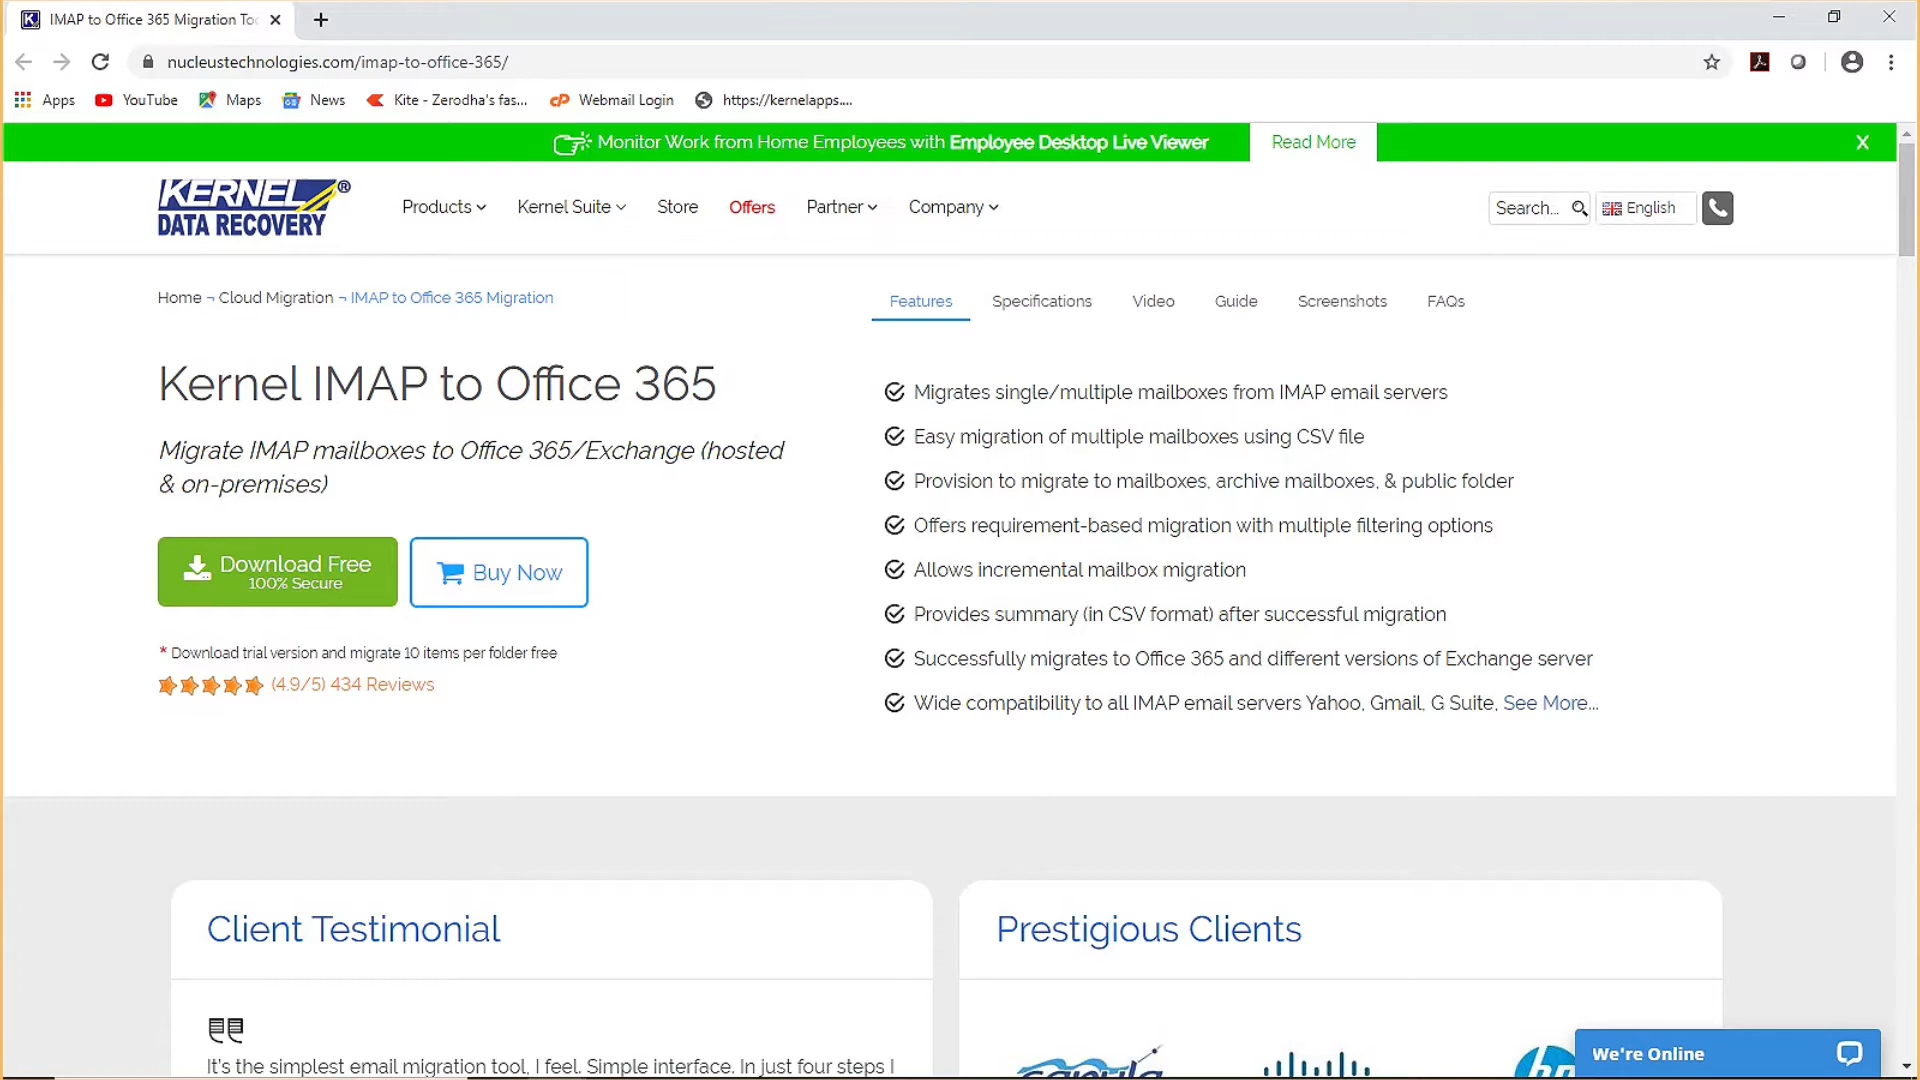 IMAP to Office 365 Migration To
nucleustechnologies.com/imap-to-office-365/
Apps YouTube Maps News Kite - Zerodha's fas... Webmail Login https://kernelapps....
Monitor Work from Home Employees with Employee Desktop Live Viewer Read More X
KERNEL®
DATA RECOVERY
Products Kernel Suite Store Offers Partner Company Search... English
Home ¬ Cloud Migration ¬ IMAP to Office 365 Migration
Features Specifications Video Guide Screenshots FAQs
Kernel IMAP to Office 365
Migrate IMAP mailboxes to Office 365/Exchange (hosted
& on-premises)
Download Free
100% Secure
Buy Now
* Download trial version and migrate 10 items per folder free
(4.9/5) 434 Reviews
Migrates single/multiple mailboxes from IMAP email servers
Easy migration of multiple mailboxes using CSV file
Provision to migrate to mailboxes, archive mailboxes, & public folder
Offers requirement-based migration with multiple filtering options
Allows incremental mailbox migration
Provides summary (in CSV format) after successful migration
Successfully migrates to Office 365 and different versions of Exchange server
Wide compatibility to all IMAP email servers Yahoo, Gmail, G Suite, See More...
Client Testimonial
It's the simplest email migration tool, I feel. Simple interface. In just four steps I
Prestigious Clients
hp
We're Online